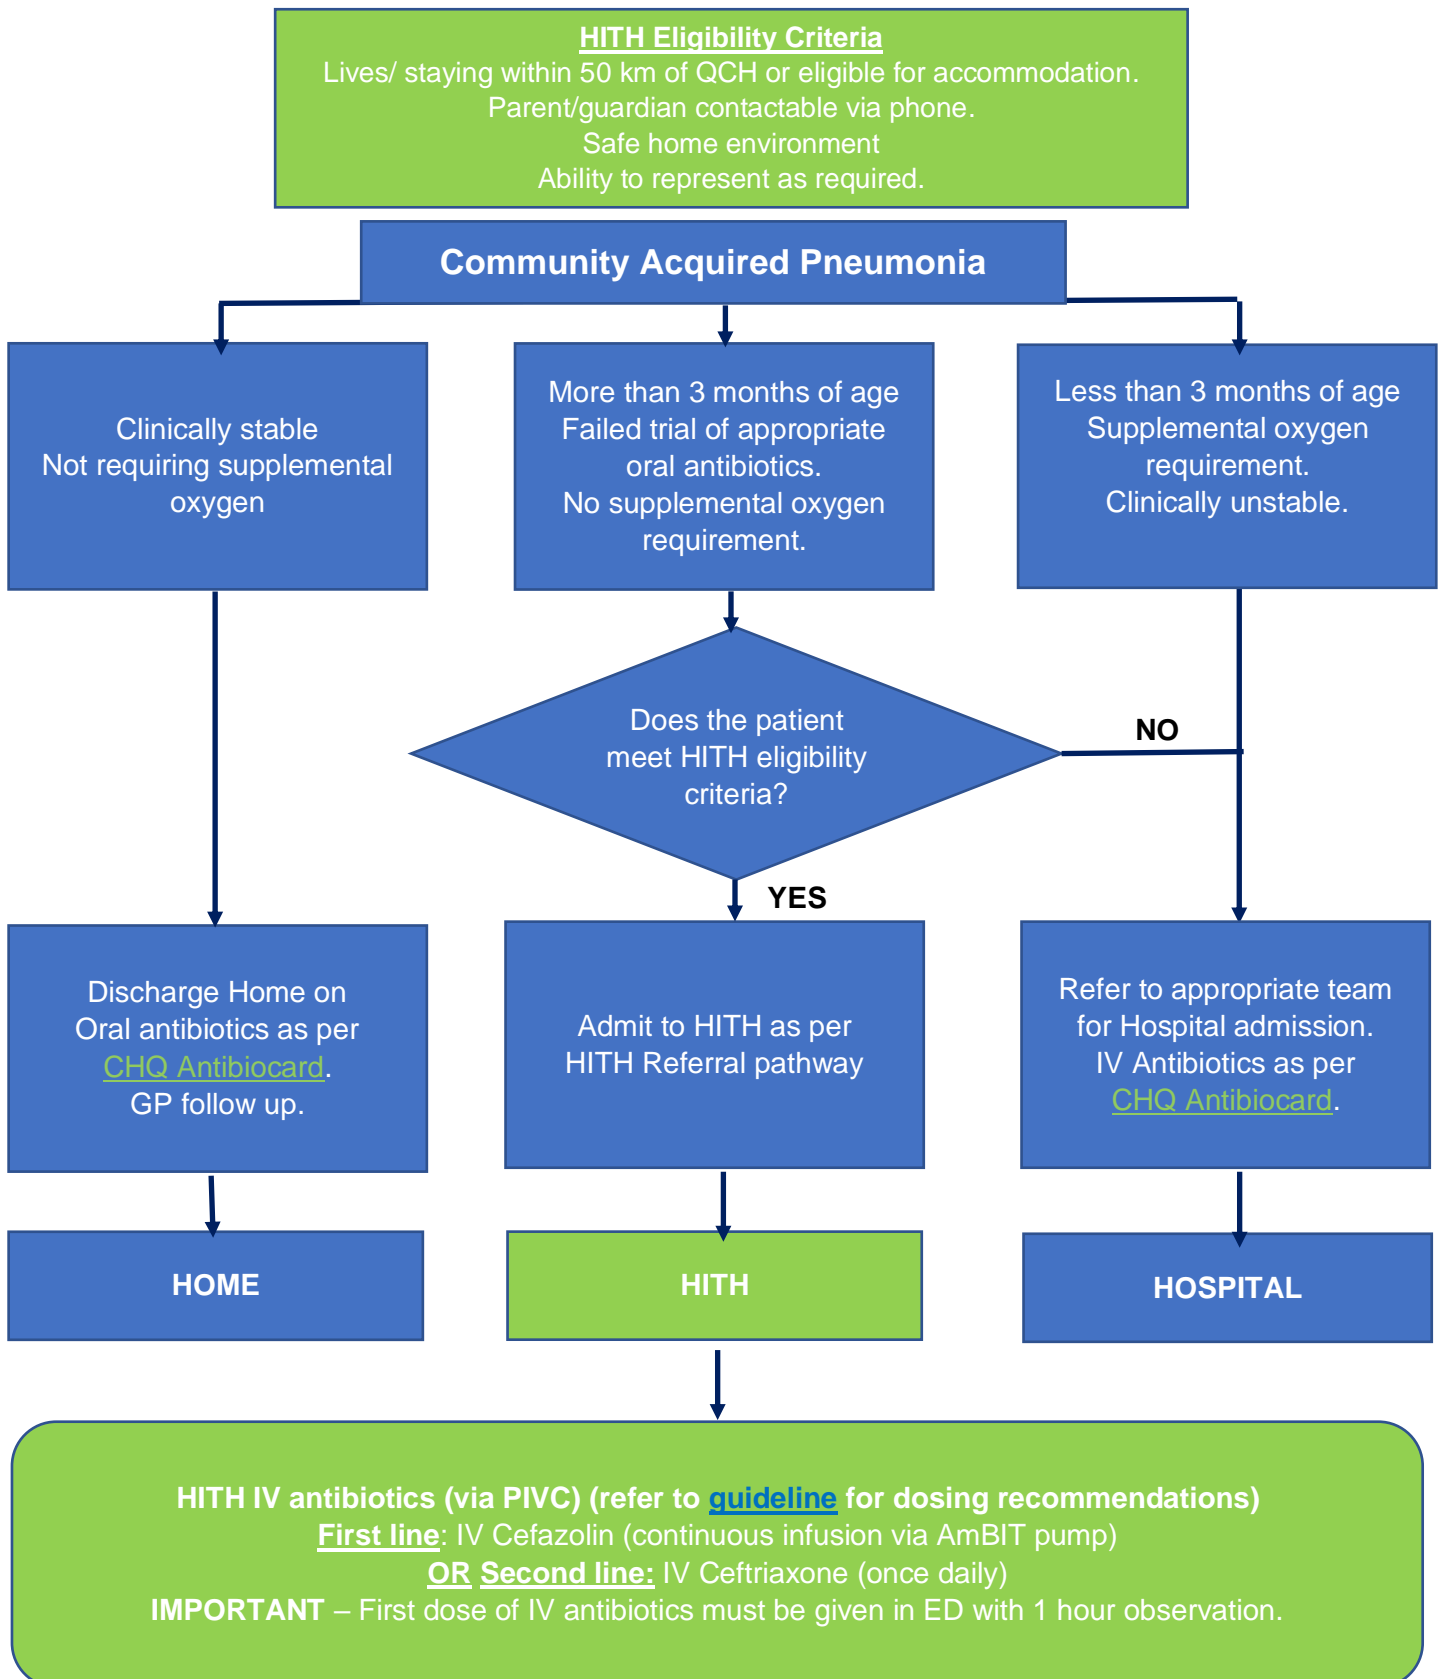 HITH Eligibility Criteria
Lives/ staying within 50 km of QCH or eligible for accommodation.
Parent/guardian contactable via phone.
Safe home environment
Ability to represent as required.
Community Acquired Pneumonia
Clinically stable
Not requiring supplemental
oxygen
More than 3 months of age
Failed trial of appropriate
oral antibiotics.
No supplemental oxygen
requirement.
Less than 3 months of age
Supplemental oxygen
requirement.
Clinically unstable.
Does the patient
meet HITH eligibility
criteria?
NO
YES
Discharge Home on
Oral antibiotics as per
CHQ Antibiocard.
GP follow up.
Admit to HITH as per
HITH Referral pathway
Refer to appropriate team
for Hospital admission.
IV Antibiotics as per
CHQ Antibiocard.
HOME
HITH
HOSPITAL
HITH IV antibiotics (via PIVC) (refer to guideline for dosing recommendations)
First line: IV Cefazolin (continuous infusion via AmBIT pump)
OR Second line: IV Ceftriaxone (once daily)
IMPORTANT – First dose of IV antibiotics must be given in ED with 1 hour observation.